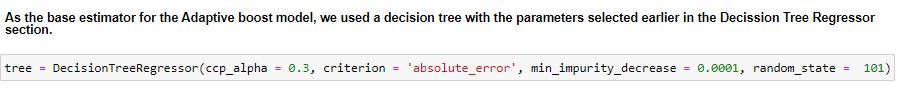 As the base estimator for the Adaptive boost model, we used a decision tree with the parameters selected earlier in the Decission Tree Regressor
section.
tree = DecisionTreeRegressor(ccp_alpha = 0.3, criterion = 'absolute_error', min_impurity_decrease = 0.0001, random_state =  101)